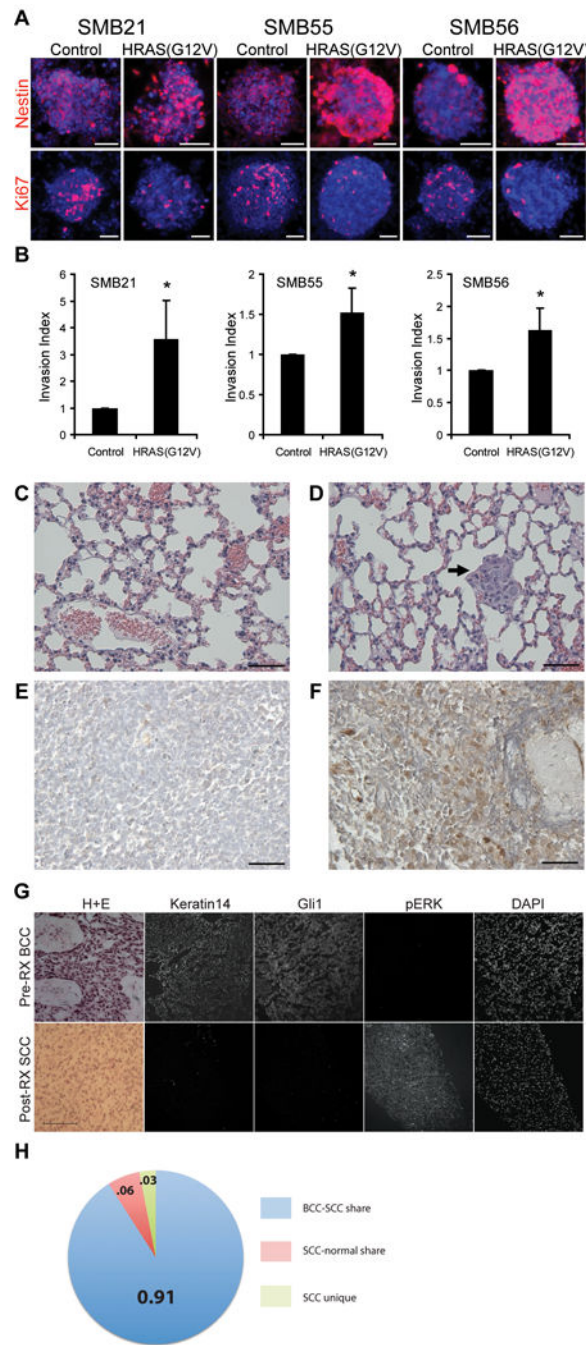 A
SMB21 SMB55 SMB56
Control HRAS(G12V) Control HRAS(G12V) Control HRAS(G12V)
Nestin
Ki67
B
Invasion Index
6
5
4
3
2
1
0
SMB21
*
Control HRAS(G12V)
Invasion Index
2
1.5
1
0.5
0
SMB55
*
Control HRAS(G12V)
Invasion Index
2.5
2
1.5
1
0.5
0
SMB56
*
Control HRAS(G12V)
C
D
E
F
G
H+E Keratin14 Gli1 pERK DAPI
Pre-RX BCC
Post-RX SCC
H
.06
.03
0.91
BCC-SCC share
SCC-normal share
SCC unique